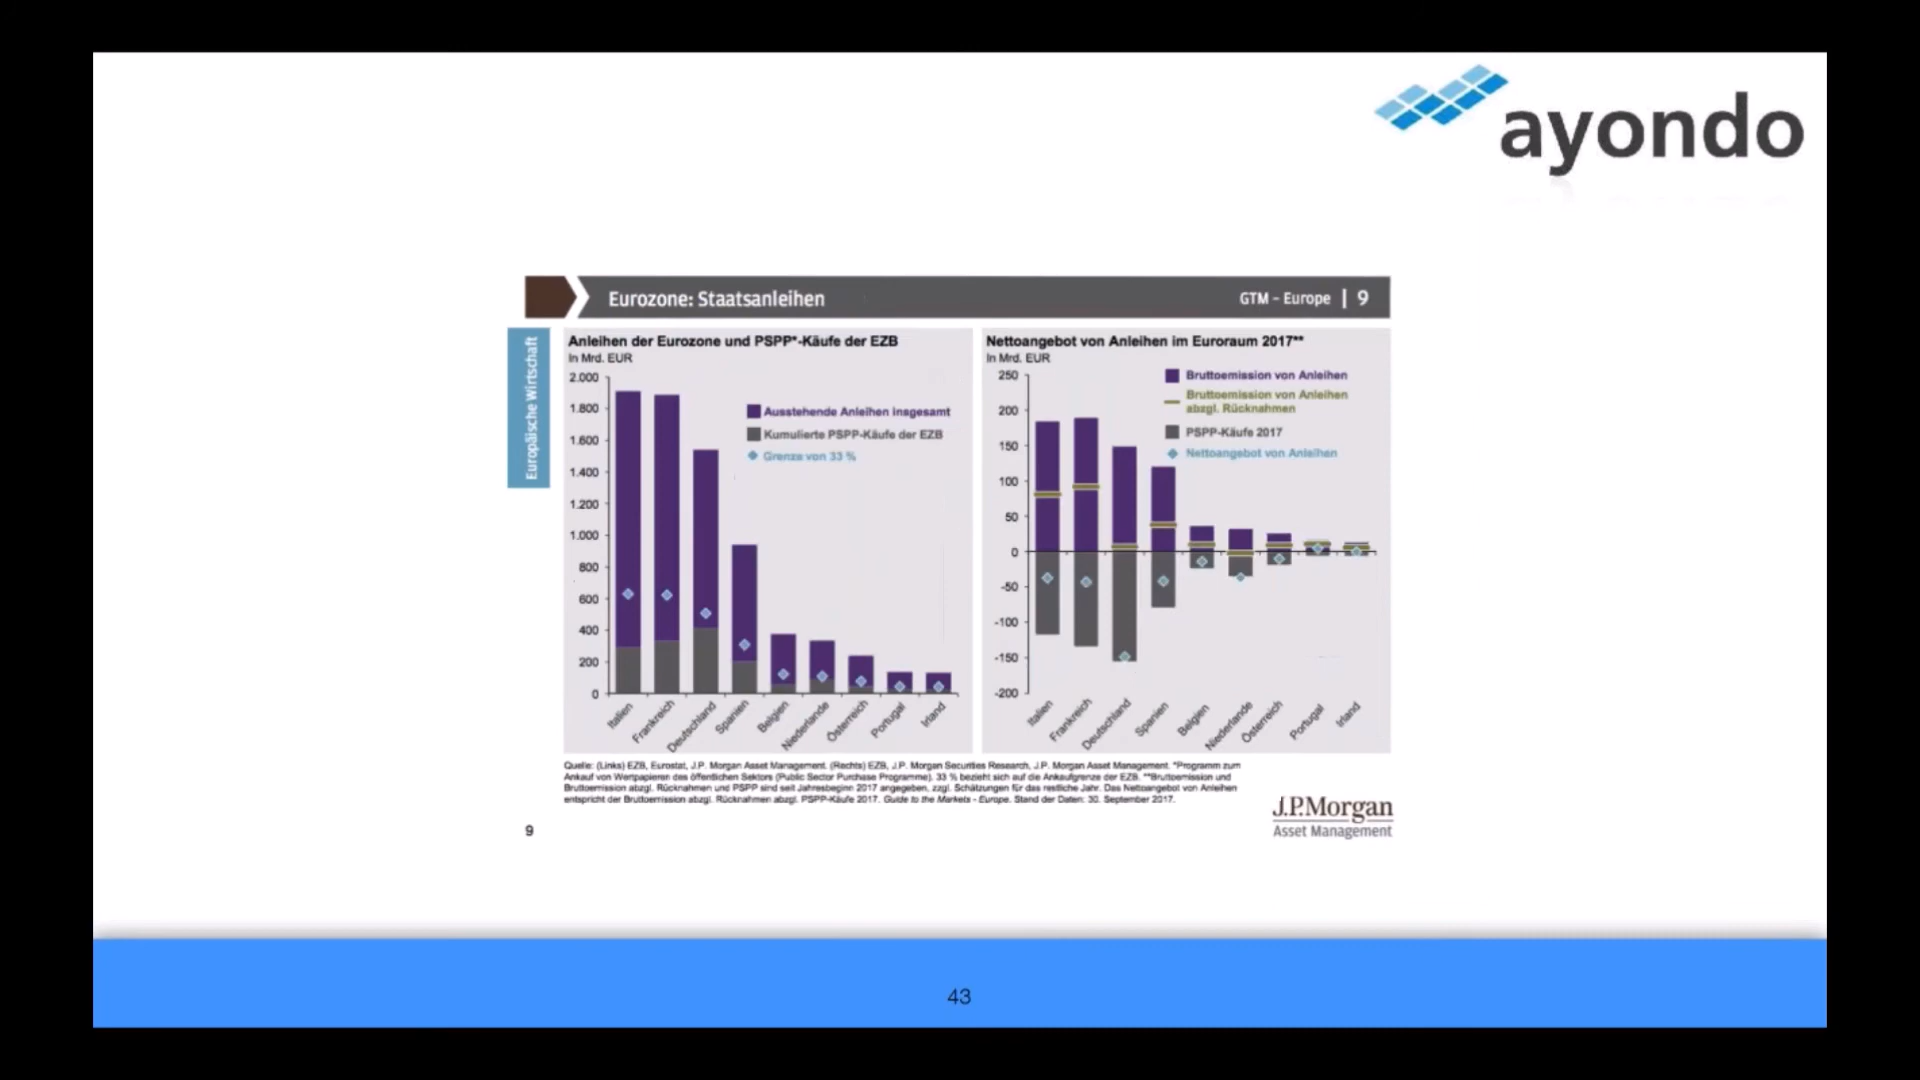 ayondo
Eurozone: Staatsanleihen
GTM – Europe | 9
Europäische Wirtschaft
Anleihen der Eurozone und PSPP*-Käufe der EZB
In Mrd. EUR
2.000
1.800
1.600
1.400
1.200
1.000
800
600
400
200
0
Ausstehende Anleihen insgesamt
Kumulierte PSPP-Käufe der EZB
Grenze von 33 %
Italien
Frankreich
Deutschland
Spanien
Belgien
Niederlande
Österreich
Portugal
Irland
Nettoangebot von Anleihen im Euroraum 2017**
In Mrd. EUR
250
200
150
100
50
0
-50
-100
-150
-200
Bruttoemission von Anleihen
Bruttoemission von Anleihen
abzgl. Rücknahmen
PSPP-Käufe 2017
Nettoangebot von Anleihen
Italien
Frankreich
Deutschland
Spanien
Belgien
Niederlande
Österreich
Portugal
Irland
Quelle: (Links) EZB, Eurostat, J.P. Morgan Asset Management. (Rechts) EZB, J.P. Morgan Securities Research, J.P. Morgan Asset Management. *Programm zum
Ankauf von Wertpapieren des öffentlichen Sektors (Public Sector Purchase Programme). 33 % bezieht sich auf die Ankaufgrenze der EZB. **Bruttoemission und
Bruttoemission abzgl. Rücknahmen und PSPP sind seit Jahresbeginn 2017 angegeben, zzgl. Schätzungen für das restliche Jahr. Das Nettoangebot von Anleihen
entspricht der Bruttoemission abzgl. Rücknahmen abzgl. PSPP-Käufe 2017. Guide to the Markets - Europe. Stand der Daten: 30. September 2017.
J.P.Morgan
Asset Management
9
43